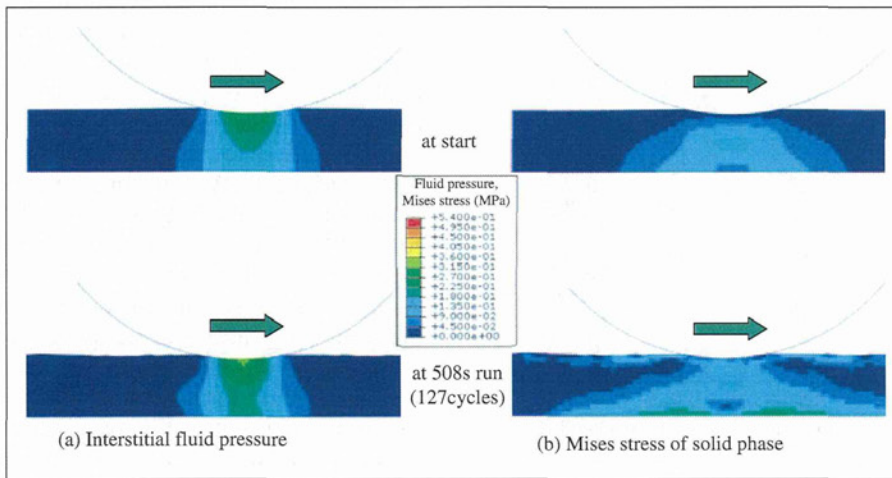 at start
Fluid pressure,
Mises stress (MPa)
+5.400e-01
+4.950e-01
+4.500e-01
+4.050e-01
+3.600e-01
+3.150e-01
+2.700e-01
+2.250e-01
+1.800e-01
+1.350e-01
+9.000e-02
+4.500e-02
+0.000e+00
at 508s run
(127cycles)
(a) Interstitial fluid pressure
(b) Mises stress of solid phase